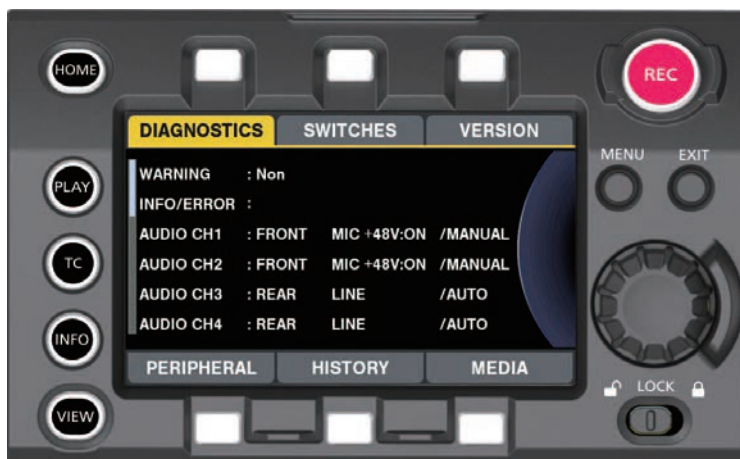 HOME
REC
DIAGNOSTICS SWITCHES VERSION
MENU EXIT
WARNING : Non
PLAY
INFO/ERROR :
AUDIO CH1 : FRONT MIC +48V:ON /MANUAL
AUDIO CH2 : FRONT MIC +48V:ON /MANUAL
TC
AUDIO CH3 : REAR LINE /AUTO
AUDIO CH4 : REAR LINE /AUTO
INFO
PERIPHERAL HISTORY MEDIA
LOCK
VIEW